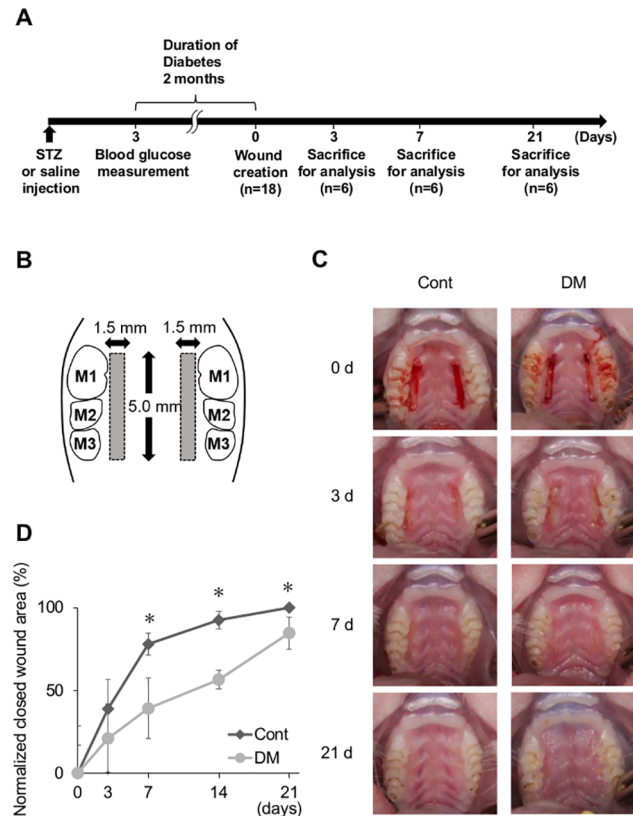 A
Duration of
Diabetes
2 months
3
0
3
7
21
(Days)
STZ
or saline
injection
Blood glucose
measurement
Wound
creation
(n=18)
Sacrifice
for analysis
(n=6)
Sacrifice
for analysis
(n=6)
Sacrifice
for analysis
(n=6)
B
1.5 mm
1.5 mm
M1
M1
5.0 mm
M2
M2
M3
M3
C
Cont
DM
0 d
3 d
7 d
21 d
D
Normalized closed wound area (%)
100
50
0
*
*
*
Cont
DM
0
3
7
14
21
(days)